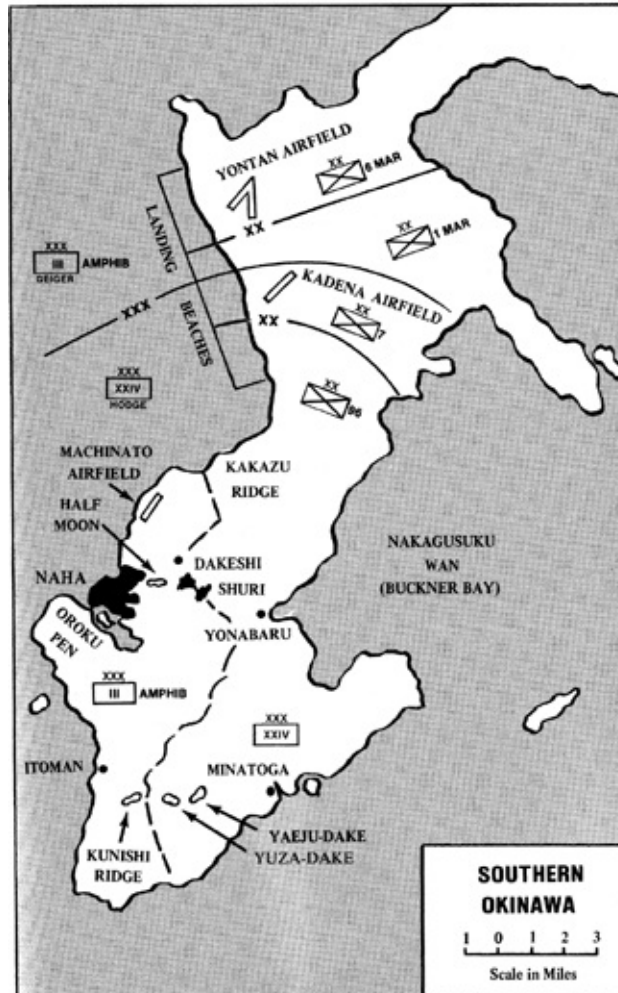 YONTAN AIRFIELD
XX
6 MAR
XX
LANDING
BEACHES
XX
1 MAR
XXX
III AMPHIB
GEIGER
XXX
KADENA AIRFIELD
XX
XX
7
XXX
XXIV
HODGE
XX
96
MACHINATO
AIRFIELD
KAKAZU
RIDGE
HALF
MOON
NAKAGUSUKU
WAN
(BUCKNER BAY)
DAKESHI
SHURI
NAHA
YONABARU
OROKU
PEN
XXX
III AMPHIB
XXX
XXIV
ITOMAN
MINATOGA
YAEJU-DAKE
YUZA-DAKE
KUNISHI
RIDGE
SOUTHERN
OKINAWA
1 0 1 2 3
Scale in Miles